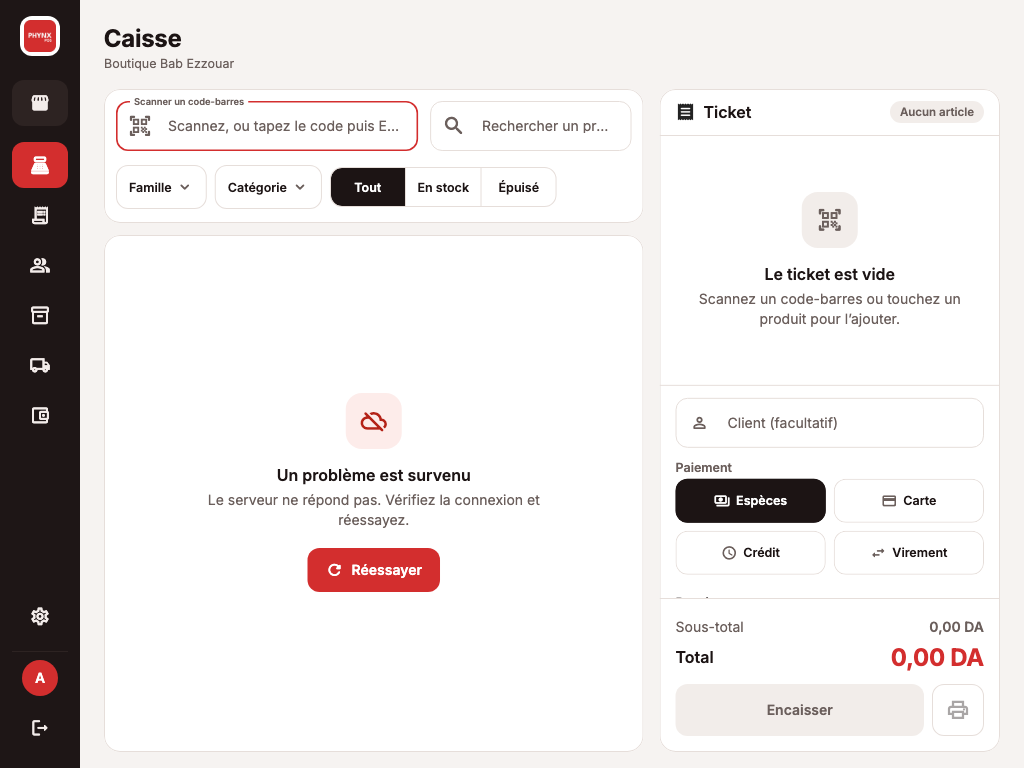 PHYNX
Caisse
Boutique Bab Ezzouar
Scanner un code-barres
Scannez, ou tapez le code puis E...
Rechercher un pr...
Famille
Catégorie
Tout
En stock
Épuisé
Un problème est survenu
Le serveur ne répond pas. Vérifiez la connexion et
réessayez.
Réessayer
Ticket
Aucun article
Le ticket est vide
Scannez un code-barres ou touchez un
produit pour l’ajouter.
Client (facultatif)
Paiement
Espèces
Carte
Crédit
Virement
Sous-total
0,00 DA
Total
0,00 DA
Encaisser
A